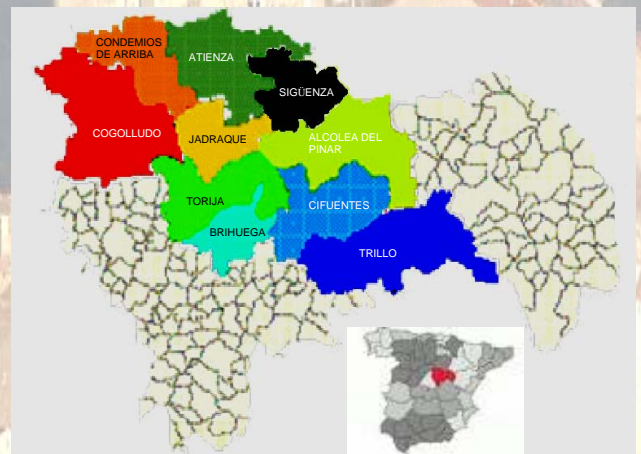 CONDEMIOS
DE ARRIBA
ATIENZA
SIGÜENZA
COGOLLUDO
JADRAQUE
ALCOLEA DEL
PINAR
TORIJA
CIFUENTES
BRIHUEGA
TRILLO